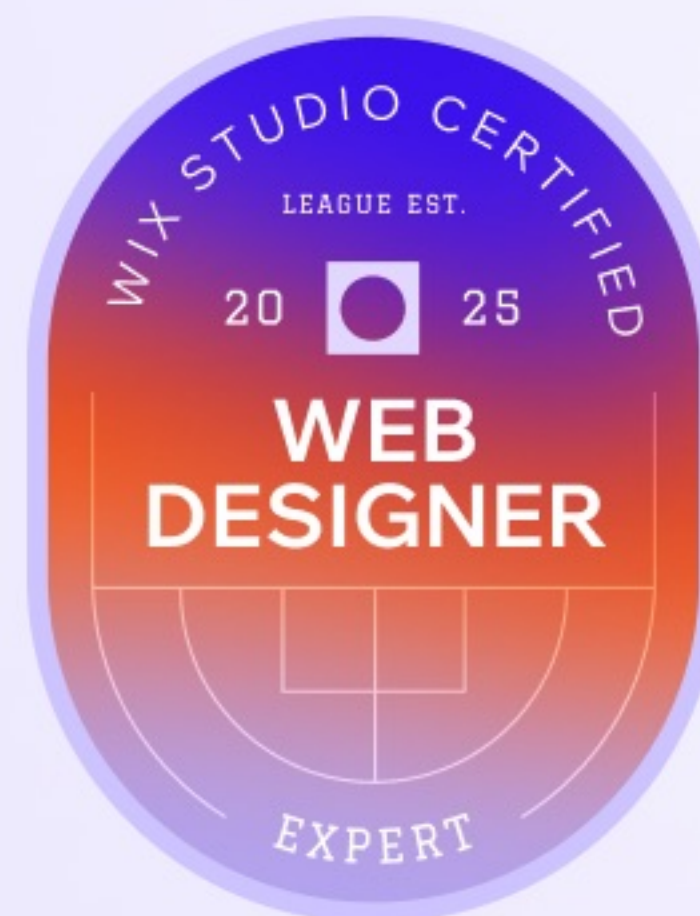 WIX STUDIO CERTIFIED
LEAGUE EST.
20 25
WEB
DESIGNER
EXPERT